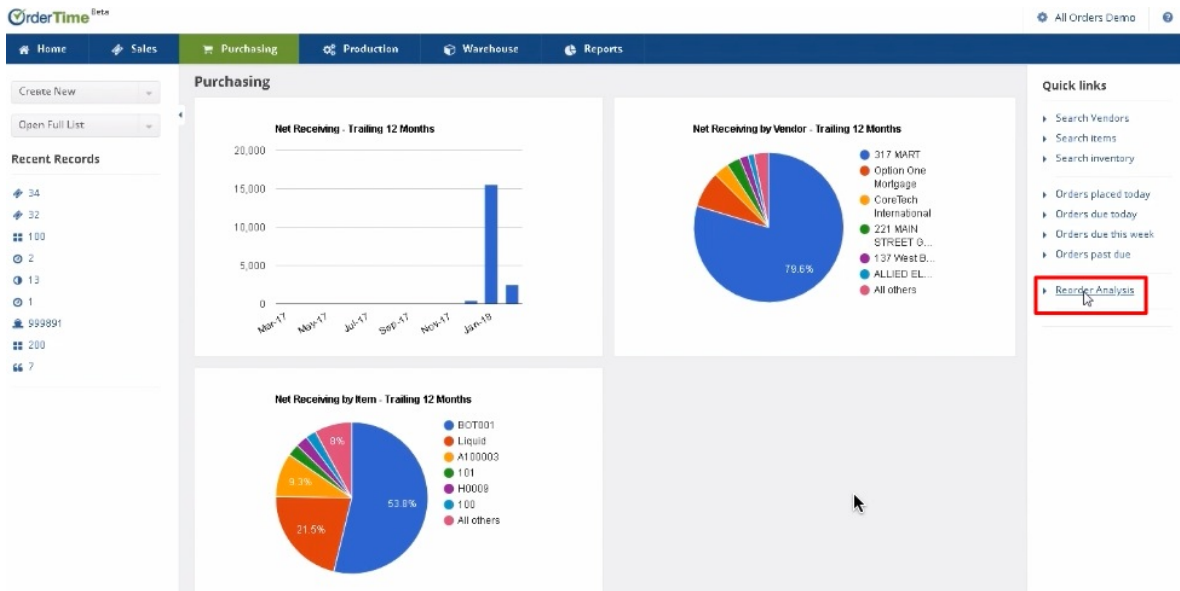 OrderTime Beta
All Orders Demo
Home
Sales
Purchasing
Production
Warehouse
Reports
Create New
Open Full List
Recent Records
34
32
100
2
13
1
999891
200
7
Purchasing
Net Receiving - Trailing 12 Months
20,000
15,000
10,000
5,000
0
Mar-17
May-17
Jul-17
Sep-17
Nov-17
Jan-18
Net Receiving by Vendor - Trailing 12 Months
79.6%
317 MART
Option One
Mortgage
CoreTech
International
221 MAIN
STREET G...
137 West B...
ALLIED EL...
All others
Net Receiving by Item - Trailing 12 Months
8%
9.3%
21.5%
53.8%
BOT001
Liquid
A100003
101
H0009
100
All others
Quick links
Search Vendors
Search items
Search inventory
Orders placed today
Orders due today
Orders due this week
Orders past due
Reorder Analysis